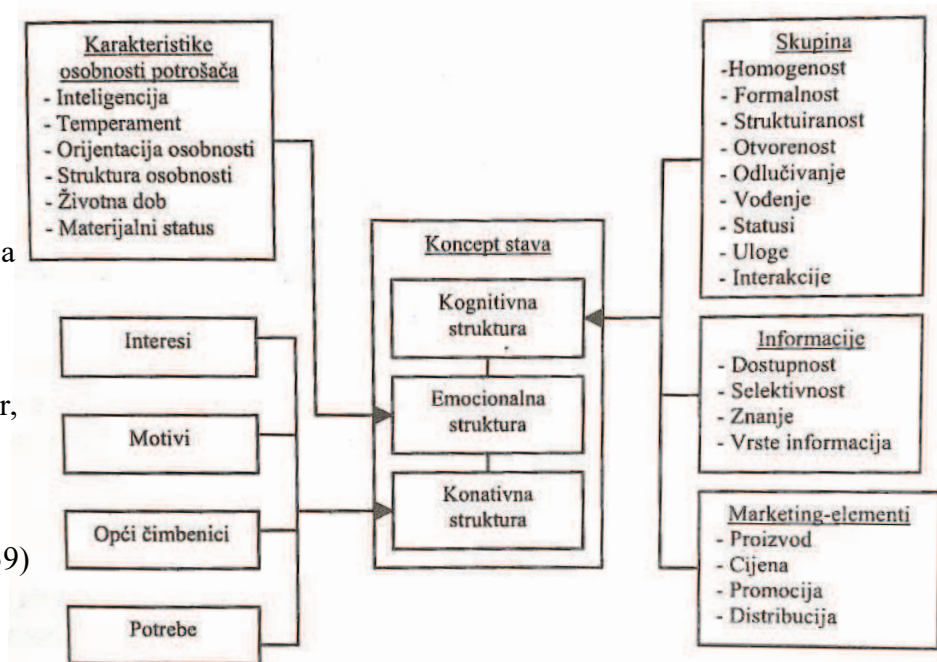 Karakteristike
osobnosti potrošača
- Inteligencija
- Temperament
- Orijentacija osobnosti
- Struktura osobnosti
- Životna dob
- Materijalni status
a
Interesi
r,
Motivi
Opći čimbenici
9)
Potrebe
Koncept stava
Kognitivna
struktura
Emocionalna
struktura
Konativna
struktura
Skupina
-Homogenost
- Formalnost
- Struktuiranost
- Otvorenost
- Odlučivanje
- Vođenje
- Statusi
- Uloge
- Interakcije
Informacije
- Dostupnost
- Selektivnost
- Znanje
- Vrste informacija
Marketing-elementi
- Proizvod
- Cijena
- Promocija
- Distribucija